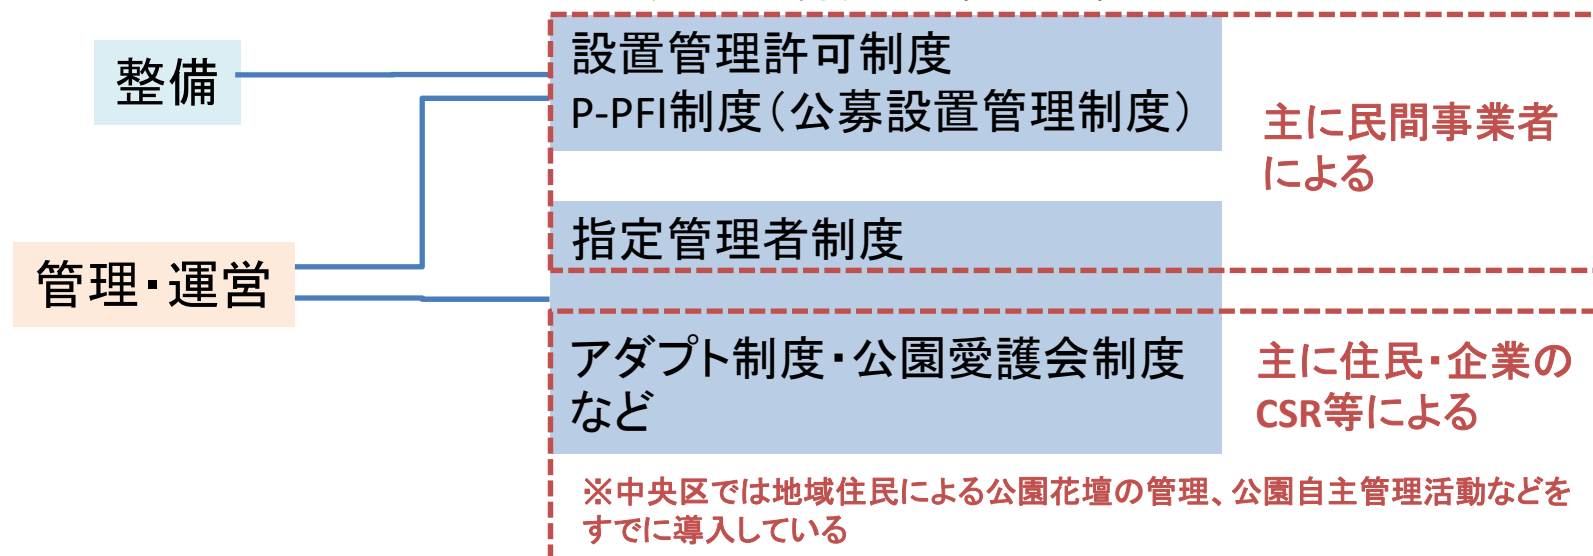 整備
設置管理許可制度
P-PFI制度（公募設置管理制度）
主に民間事業者
による
指定管理者制度
管理・運営
アダプト制度・公園愛護会制度
など
主に住民・企業の
CSR等による
※中央区では地域住民による公園花壇の管理、公園自主管理活動などを
すでに導入している